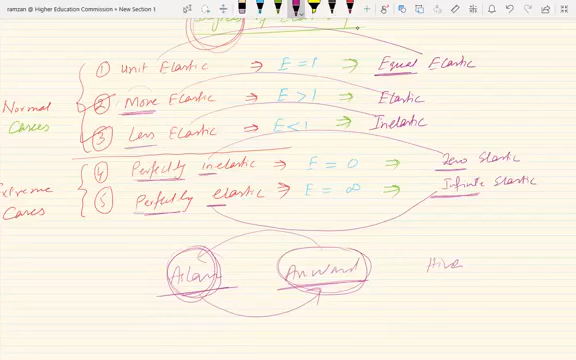 ramzan @ Higher Education Commission » New Section 1
① Unit Elastic ⇒ E = 1 ⇒ Equal Elastic
Normal Cases
② More Elastic ⇒ E > 1 ⇒ Elastic
③ Less Elastic ⇒ E < 1 ⇒ Inelastic
④ Perfectly inelastic ⇒ E = 0 ⇒ Zero Elastic
Extreme Cases
⑤ Perfectly elastic ⇒ E = ∞ ⇒ Infinite Elastic
Aslam